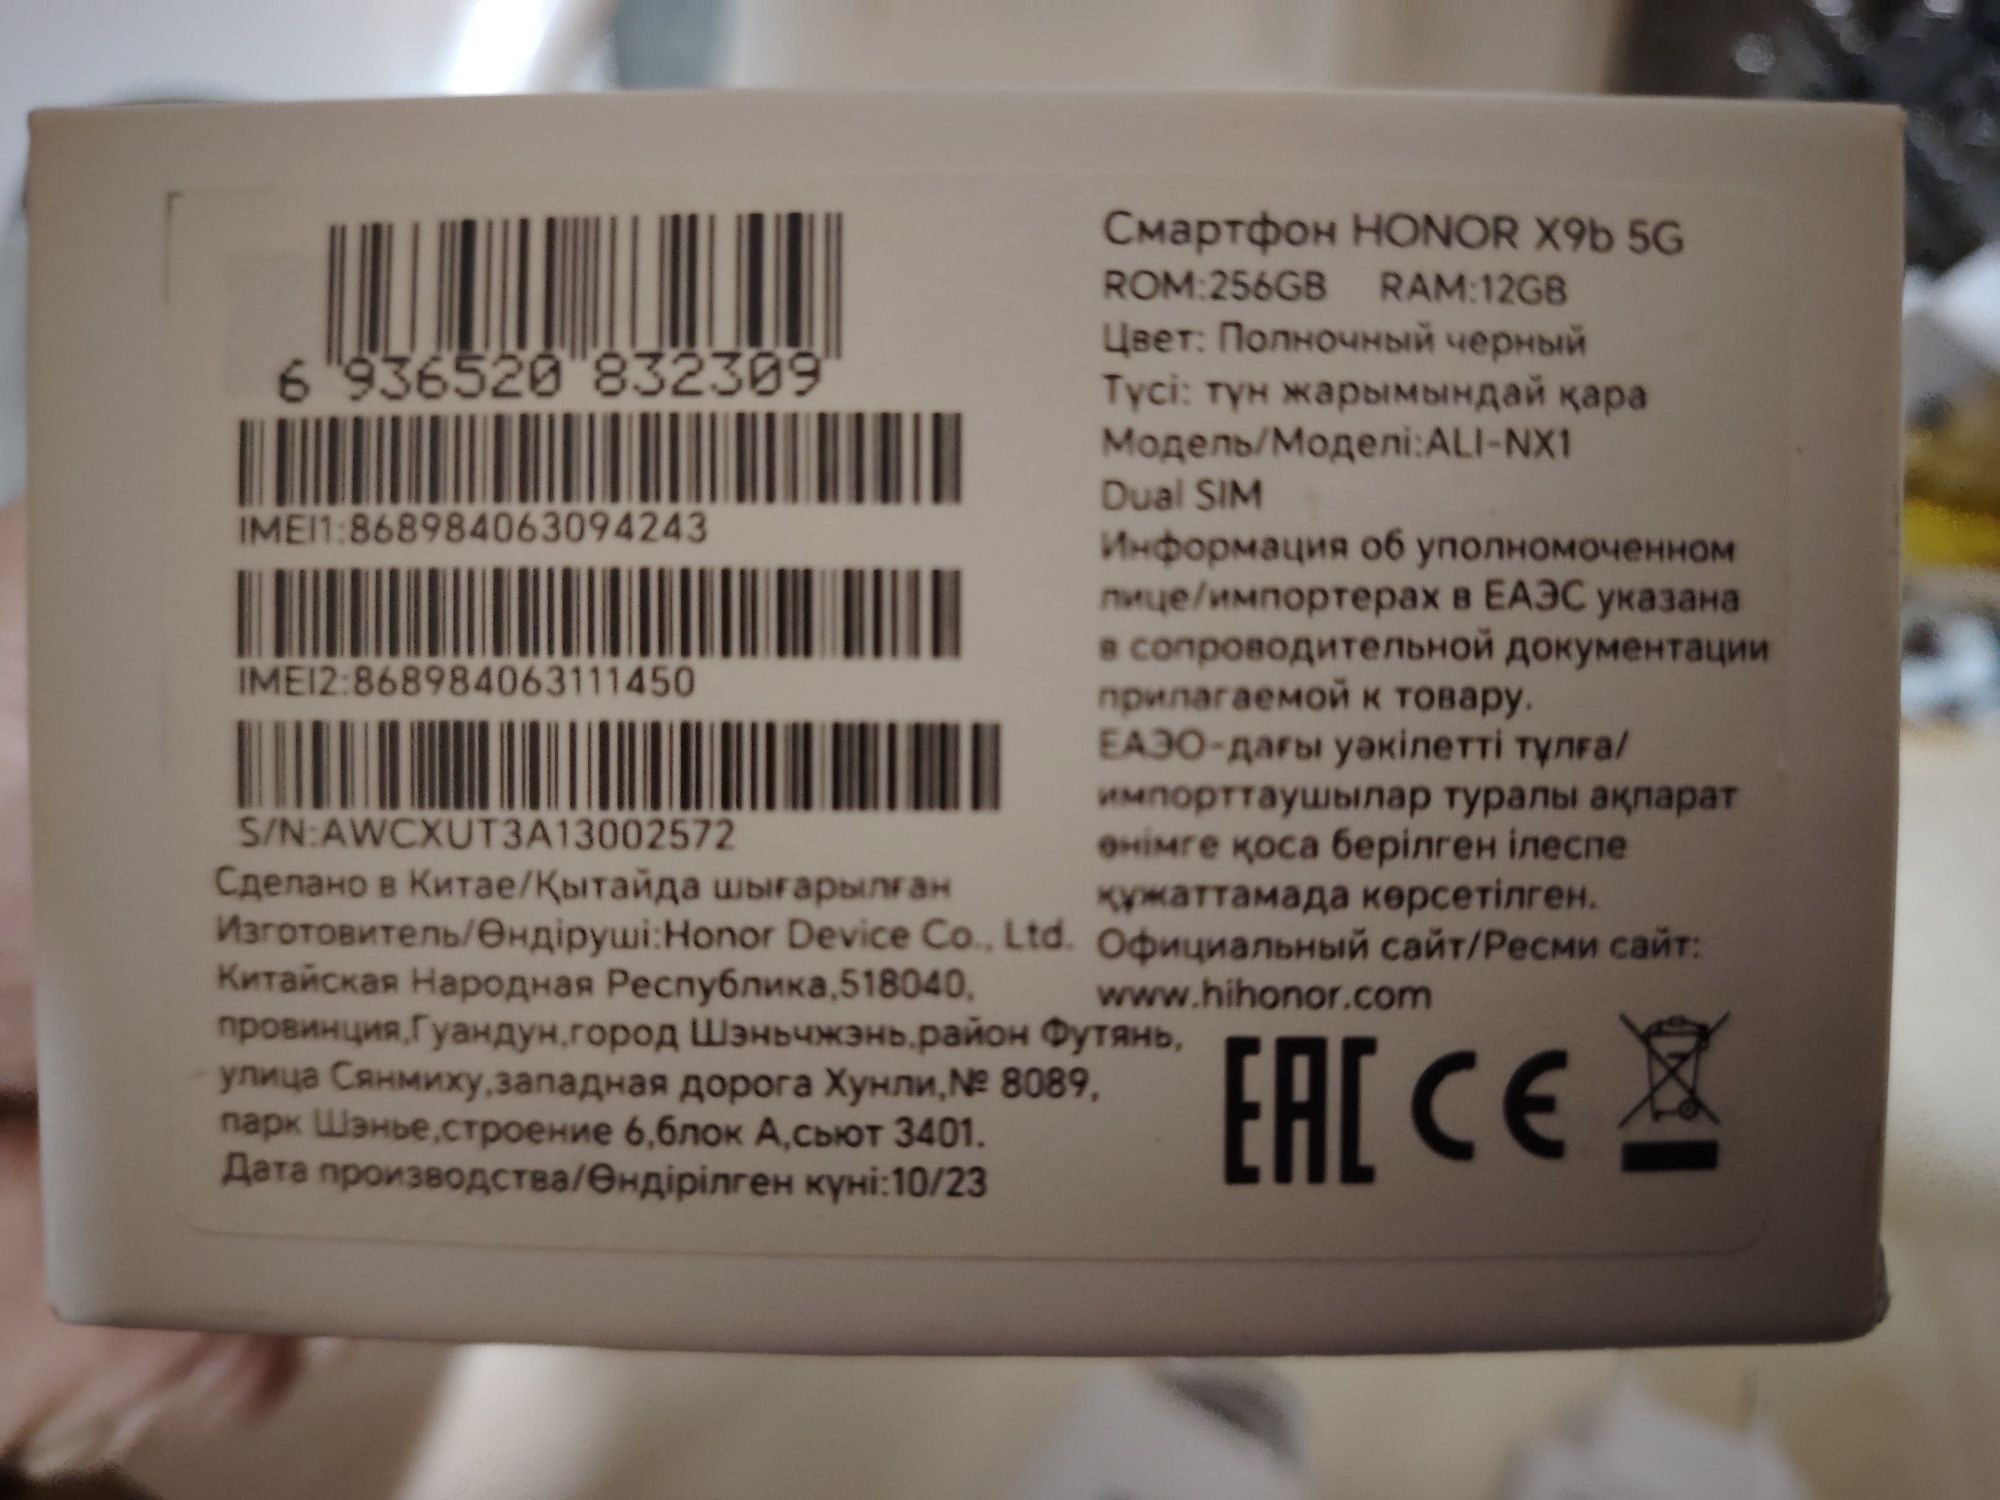 6 936520 832309
IMEI1:868984063094243
IMEI2:868984063111450
S/N:AWCXUT3A13002572
Сделано в Китае/Қытайда шығарылған
Изготовитель/Өндіруші:Honor Device Co., Ltd.
Китайская Народная Республика,518040,
провинция,Гуандун,город Шэньчжэнь,район Футянь,
улица Сянмиху,западная дорога Хунли,№ 8089,
парк Шэнье,строение 6,блок А,сьют 3401.
Дата производства/Өндірілген күні:10/23
Смартфон HONOR X9b 5G
ROM:256GB RAM:12GB
Цвет: Полночный черный
Түсі: түн жарымындай қара
Модель/Моделі:ALI-NX1
Dual SIM
Информация об уполномоченном
лице/импортерах в ЕАЭС указана
в сопроводительной документации
прилагаемой к товару.
ЕАЭО-дағы уәкілетті тұлға/
импорттаушылар туралы ақпарат
өнімге қоса берілген ілеспе
құжаттамада көрсетілген.
Официальный сайт/Ресми сайт:
www.hihonor.com
EAC CE